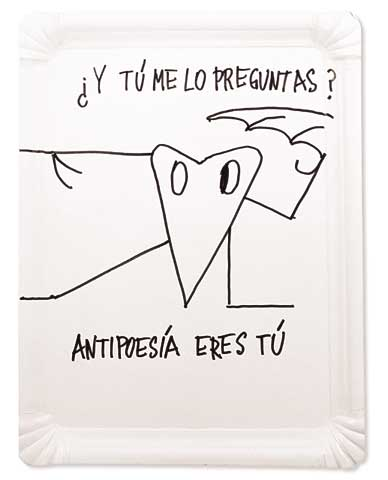 ¿Y TÚ ME LO PREGUNTAS?
ANTIPOESÍA ERES TÚ